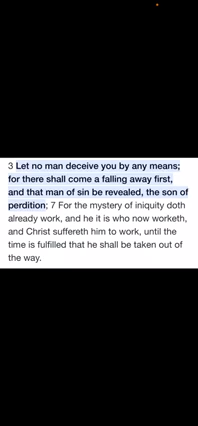 3 Let no man deceive you by any means;
for there shall come a falling away first,
and that man of sin be revealed, the son of
perdition; 7 For the mystery of iniquity doth
already work, and he it is who now worketh,
and Christ suffereth him to work, until the
time is fulfilled that he shall be taken out of
the way.